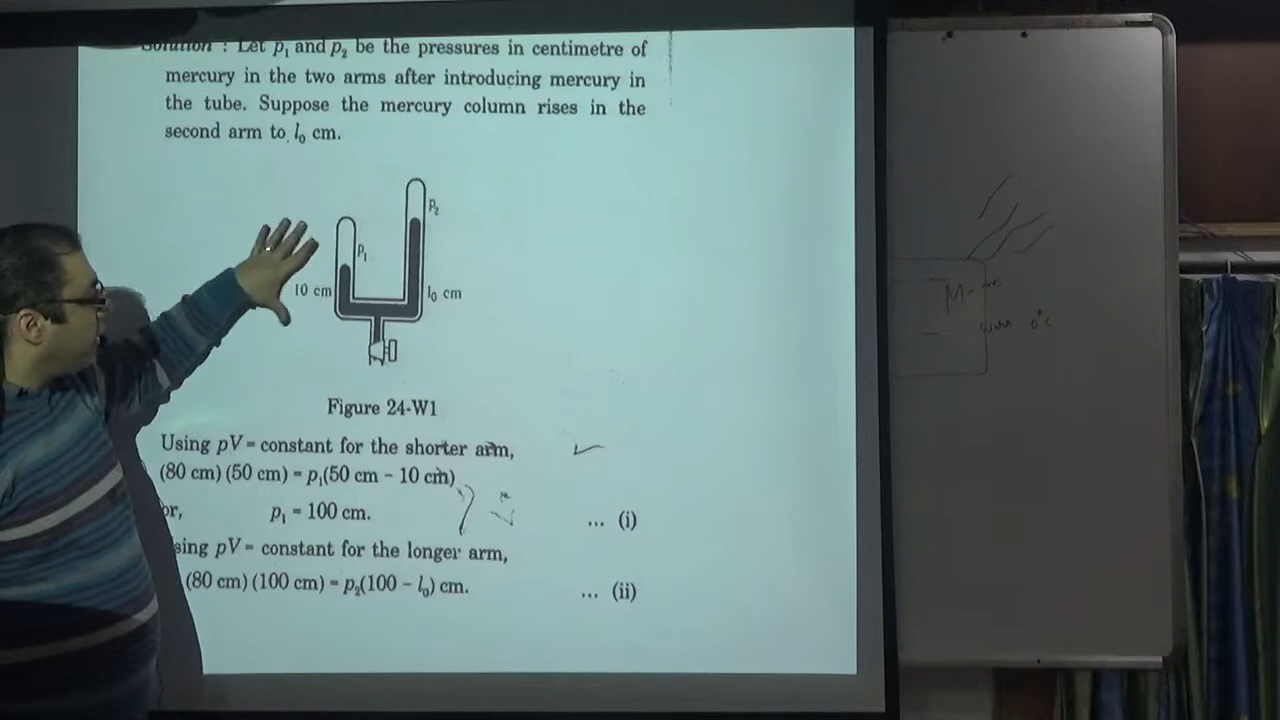 Solution : Let p₁ and p₂ be the pressures in centimetre of
mercury in the two arms after introducing mercury in
the tube. Suppose the mercury column rises in the
second arm to l₀ cm.
p₂
p₁
10 cm
l₀ cm
Figure 24-W1
Using pV = constant for the shorter arm,
(80 cm) (50 cm) = p₁(50 cm − 10 cm)
or, p₁ = 100 cm. ... (i)
sing pV = constant for the longer arm,
(80 cm) (100 cm) = p₂(100 − l₀) cm. ... (ii)
M
0°C